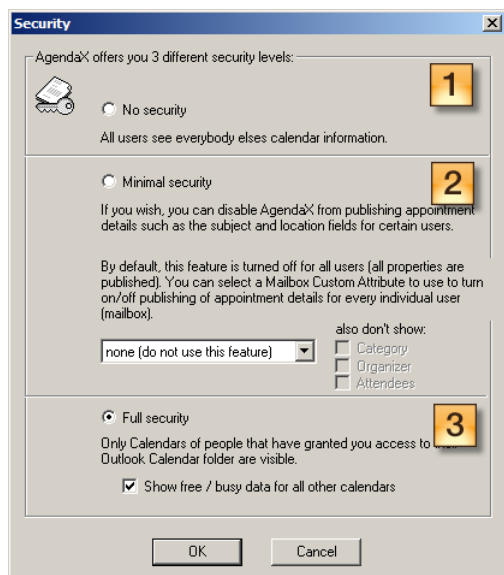 Security
AgendaX offers you 3 different security levels:
1
No security
All users see everybody elses calendar information.
Minimal security
2
If you wish, you can disable AgendaX from publishing appointment
details such as the subject and location fields for certain users.
By default, this feature is turned off for all users (all properties are
published). You can select a Mailbox Custom Attribute to use to turn
on/off publishing of appointment details for every individual user
(mailbox).
also don't show:
none (do not use this feature)
Category
Organizer
Attendees
Full security
3
Only Calendars of people that have granted you access to
Outlook Calendar folder are visible.
Show free / busy data for all other calendars
OK
Cancel